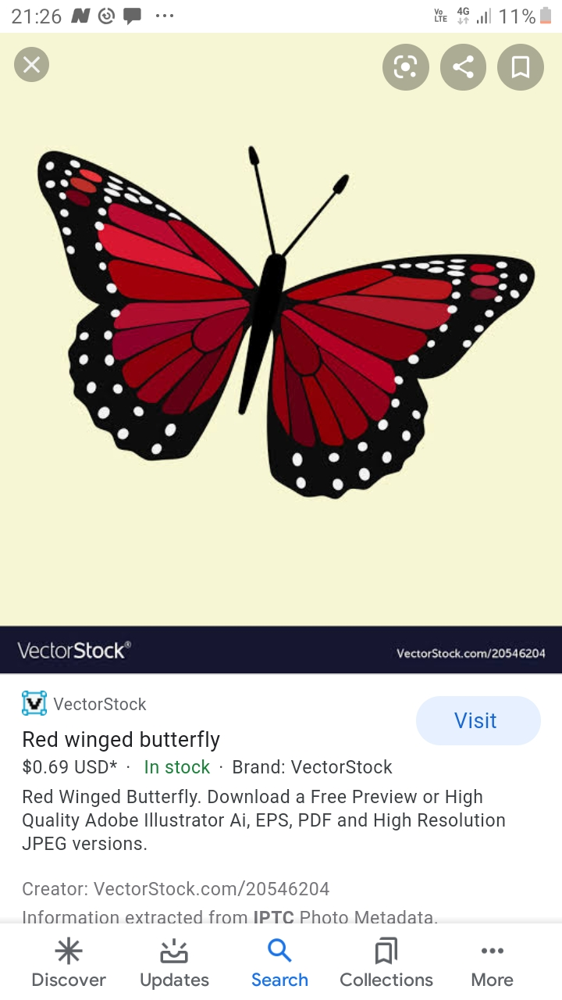 21:26 Vo LTE 4G 11%
VectorStock® VectorStock.com/20546204
VectorStock
Visit
Red winged butterfly
$0.69 USD* · In stock · Brand: VectorStock
Red Winged Butterfly. Download a Free Preview or High
Quality Adobe Illustrator Ai, EPS, PDF and High Resolution
JPEG versions.
Creator: VectorStock.com/20546204
Information extracted from IPTC Photo Metadata.
Discover Updates Search Collections More